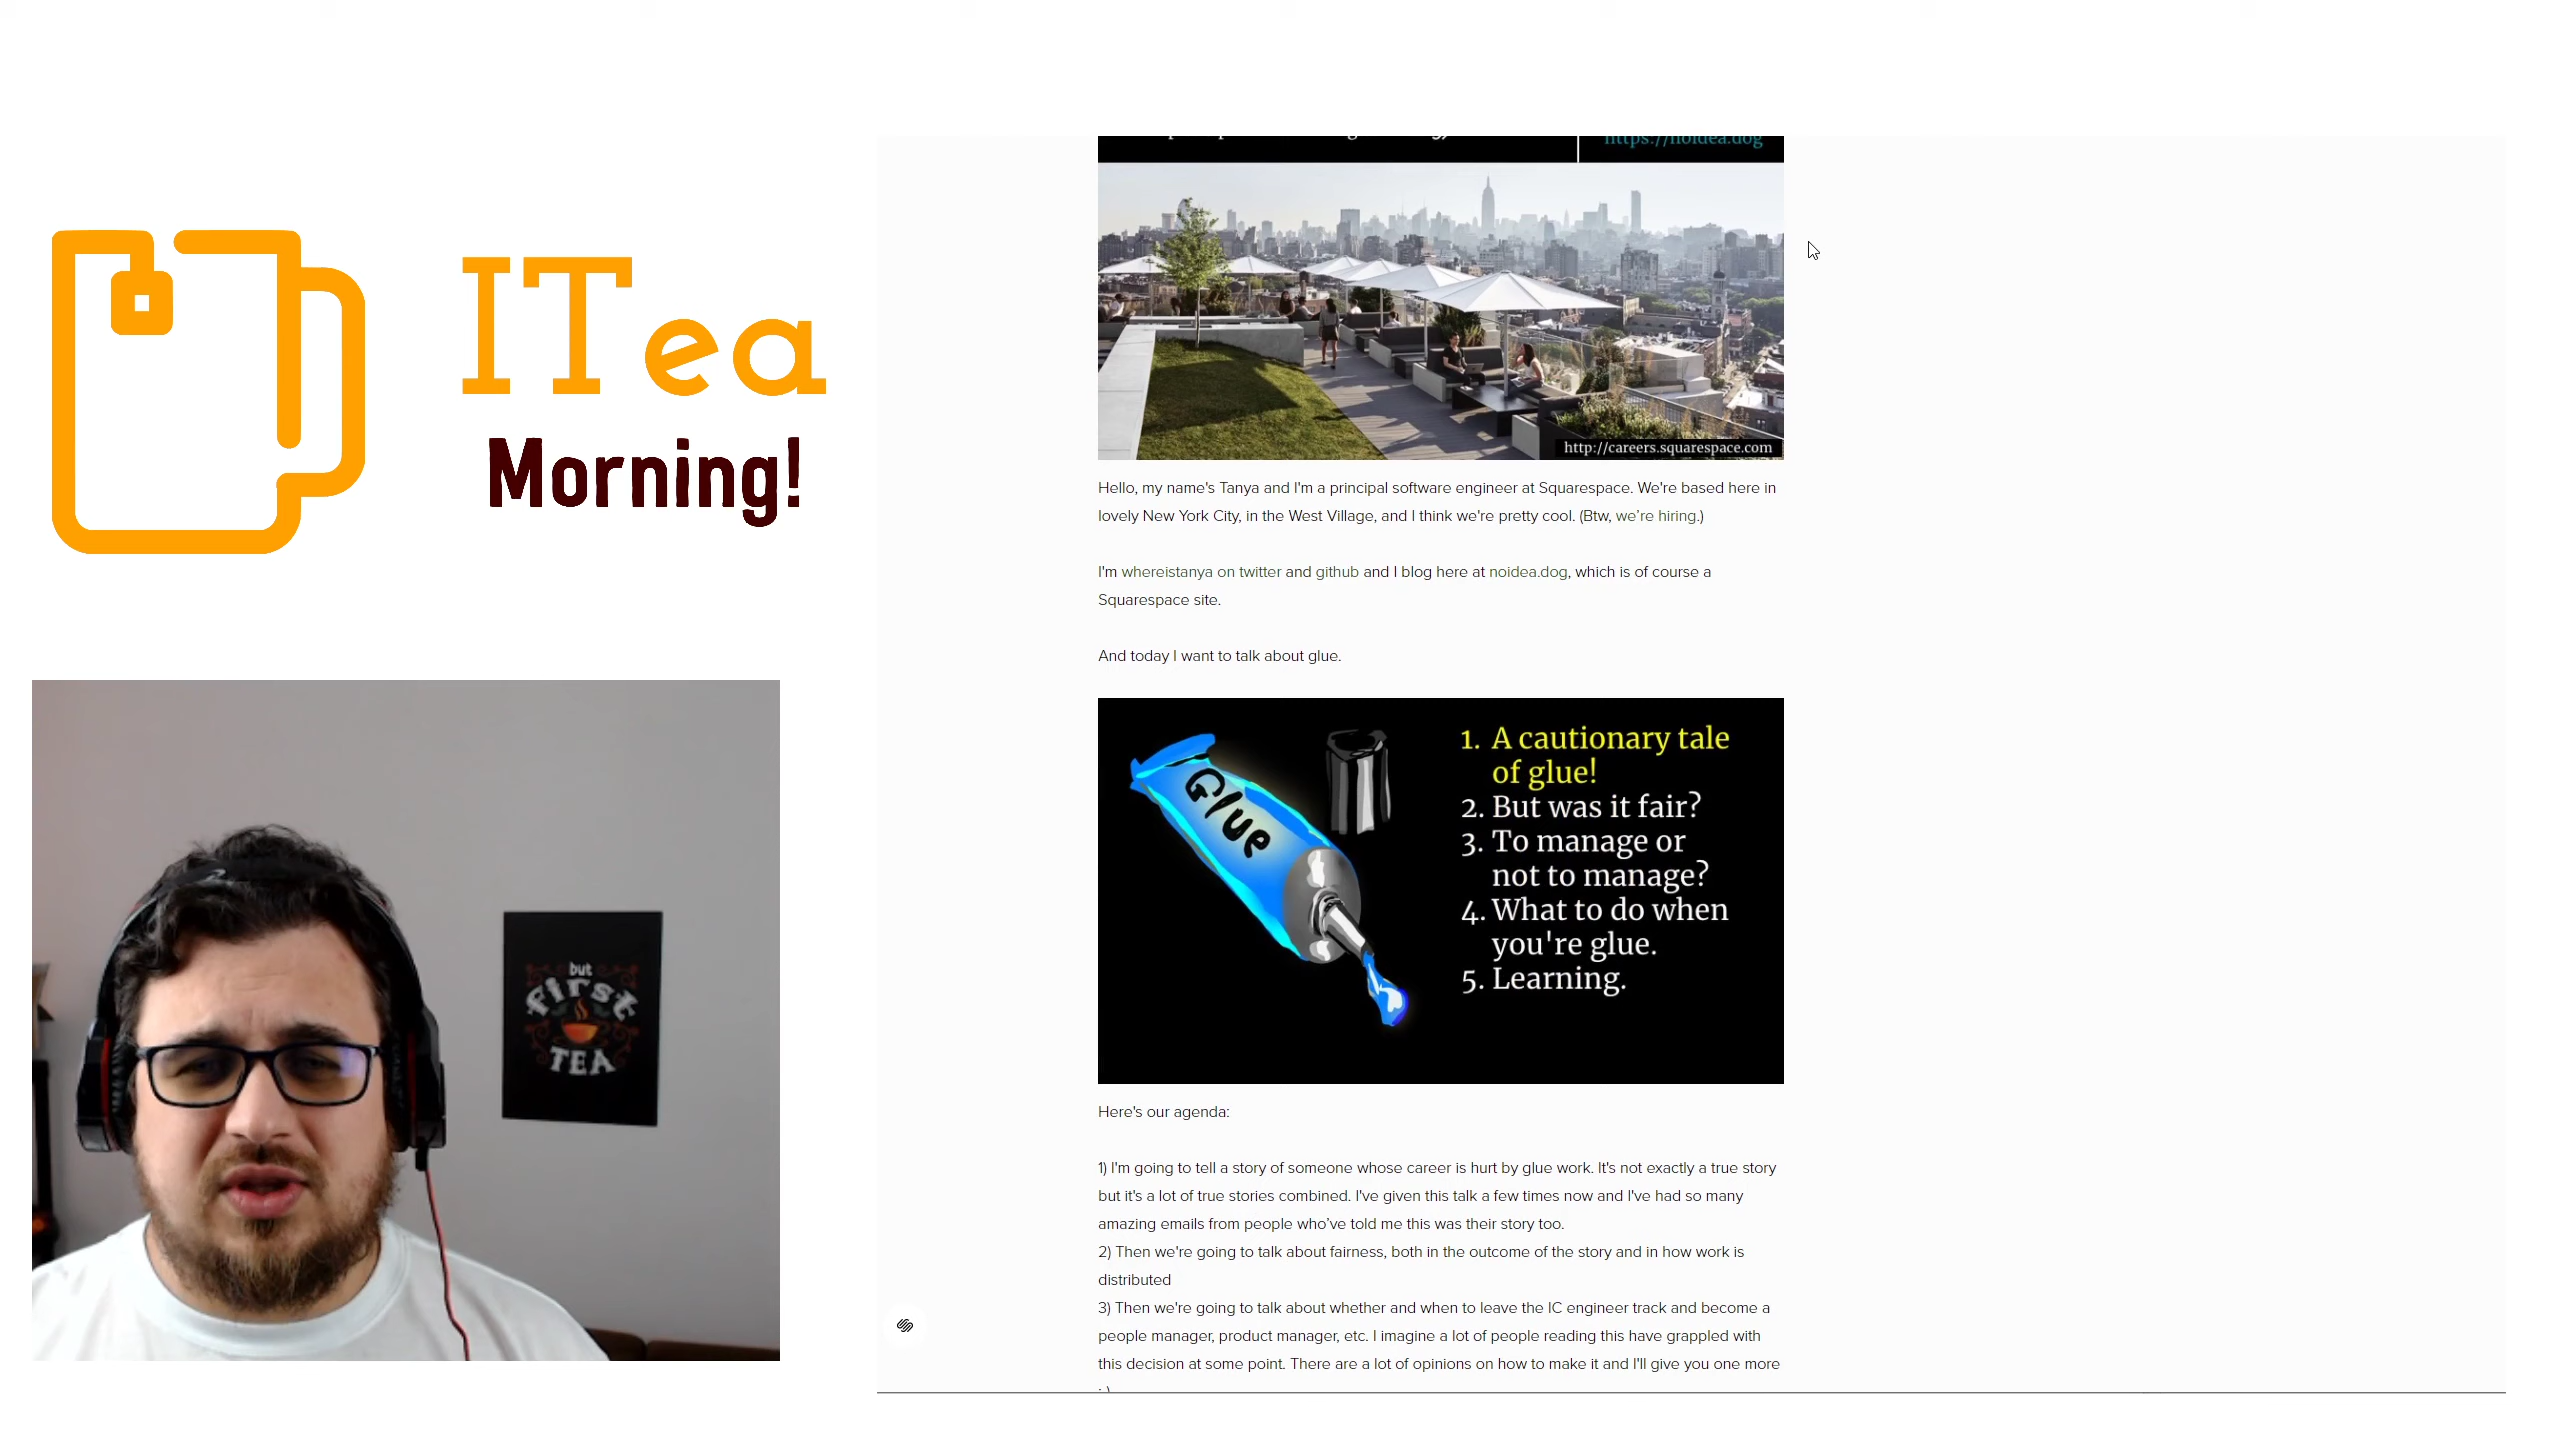 ITea
Morning!
but
first
TEA
https://noidea.dog
http://careers.squarespace.com
Hello, my name's Tanya and I'm a principal software engineer at Squarespace. We're based here in
lovely New York City, in the West Village, and I think we're pretty cool. (Btw, we’re hiring.)
I'm whereistanya on twitter and github and I blog here at noidea.dog, which is of course a
Squarespace site.
And today I want to talk about glue.
Glue
1. A cautionary tale
of glue!
2. But was it fair?
3. To manage or
not to manage?
4. What to do when
you're glue.
5. Learning.
Here's our agenda:
1) I'm going to tell a story of someone whose career is hurt by glue work. It's not exactly a true story
but it's a lot of true stories combined. I've given this talk a few times now and I've had so many
amazing emails from people who’ve told me this was their story too.
2) Then we're going to talk about fairness, both in the outcome of the story and in how work is
distributed
3) Then we're going to talk about whether and when to leave the IC engineer track and become a
people manager, product manager, etc. I imagine a lot of people reading this have grappled with
this decision at some point. There are a lot of opinions on how to make it and I'll give you one more